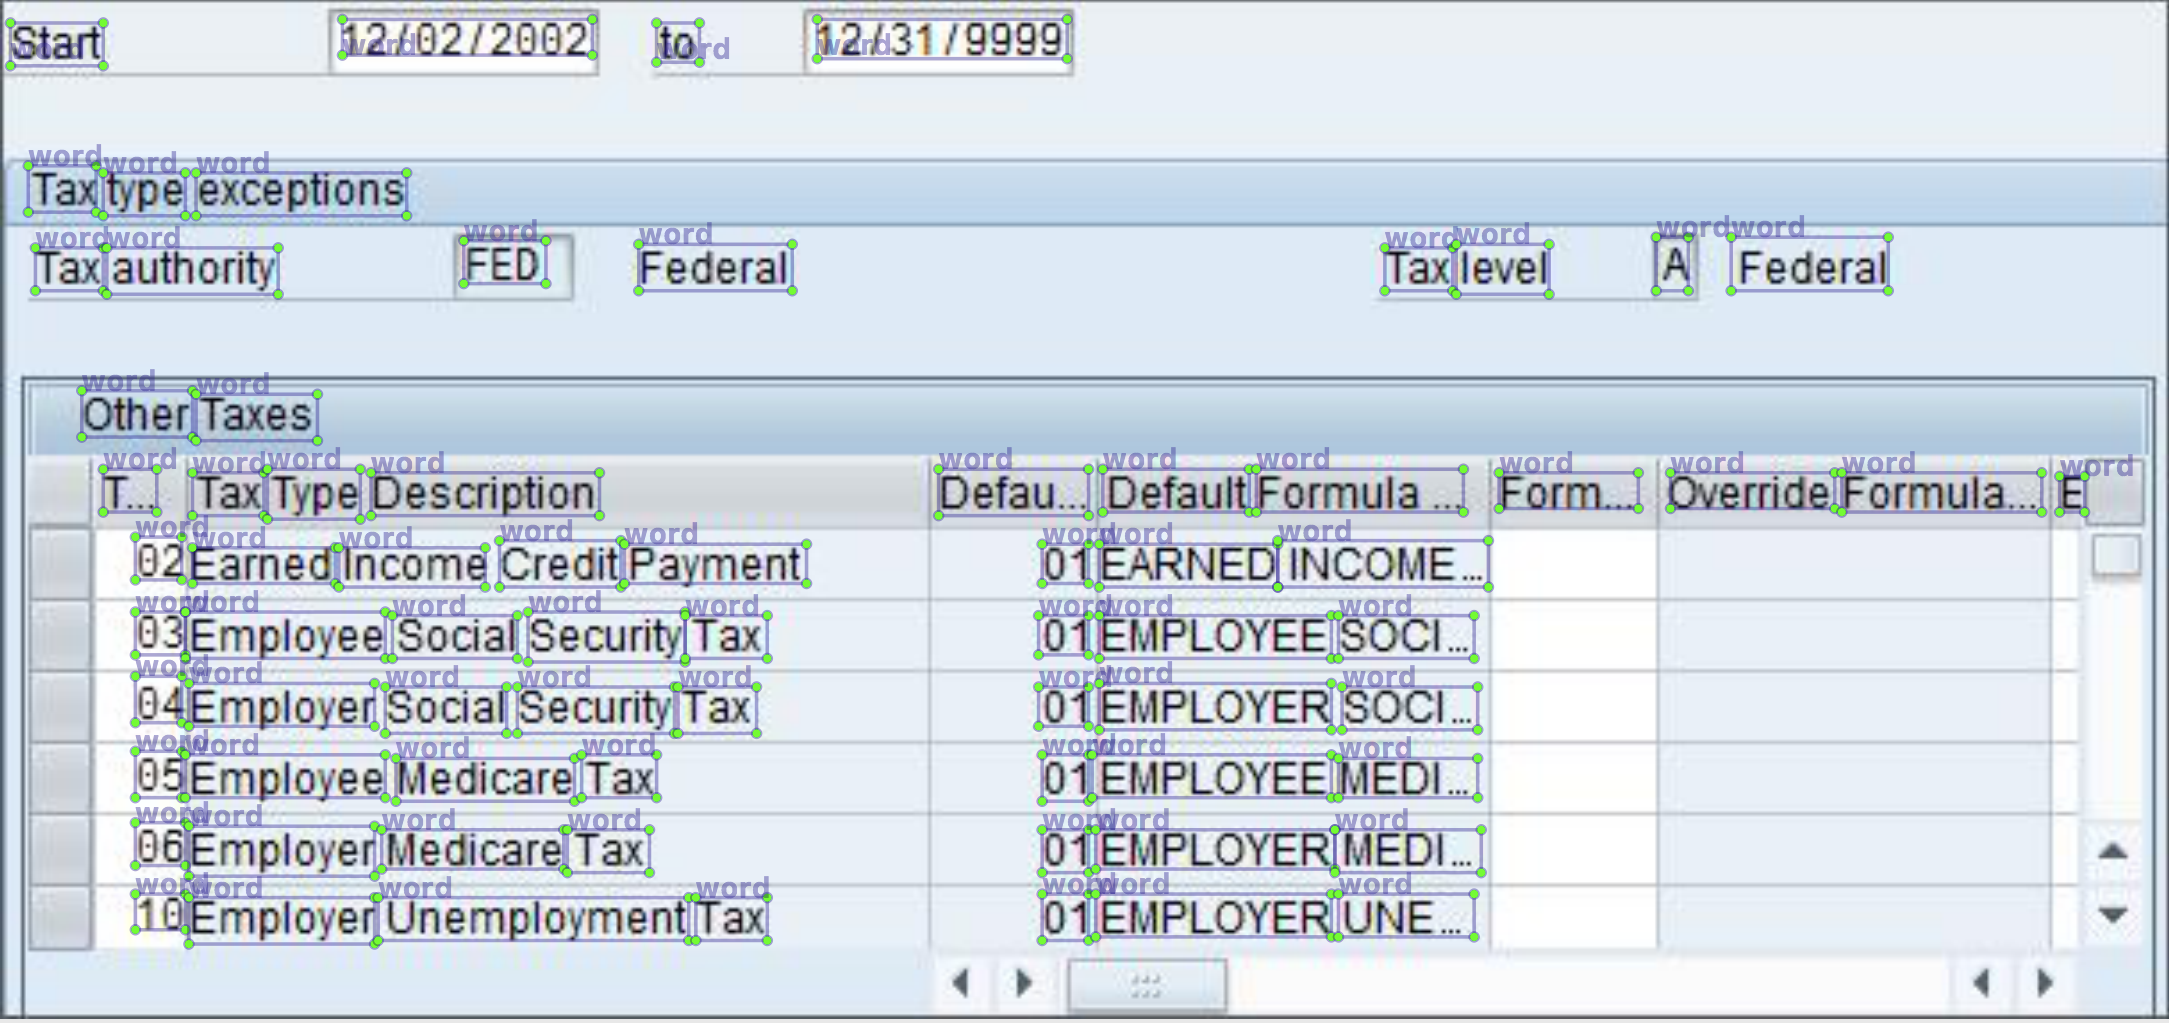 Start 12/02/2002 to 12/31/9999
Tax type exceptions
Tax authority FED Federal Tax level A Federal
Other Taxes
T... Tax Type Description Defau... Default Formula ... Form... Override Formula... E
02 Earned Income Credit Payment 01 EARNED INCOME...
03 Employee Social Security Tax 01 EMPLOYEE SOCI...
04 Employer Social Security Tax 01 EMPLOYER SOCI...
05 Employee Medicare Tax 01 EMPLOYEE MEDI...
06 Employer Medicare Tax 01 EMPLOYER MEDI...
10 Employer Unemployment Tax 01 EMPLOYER UNE...